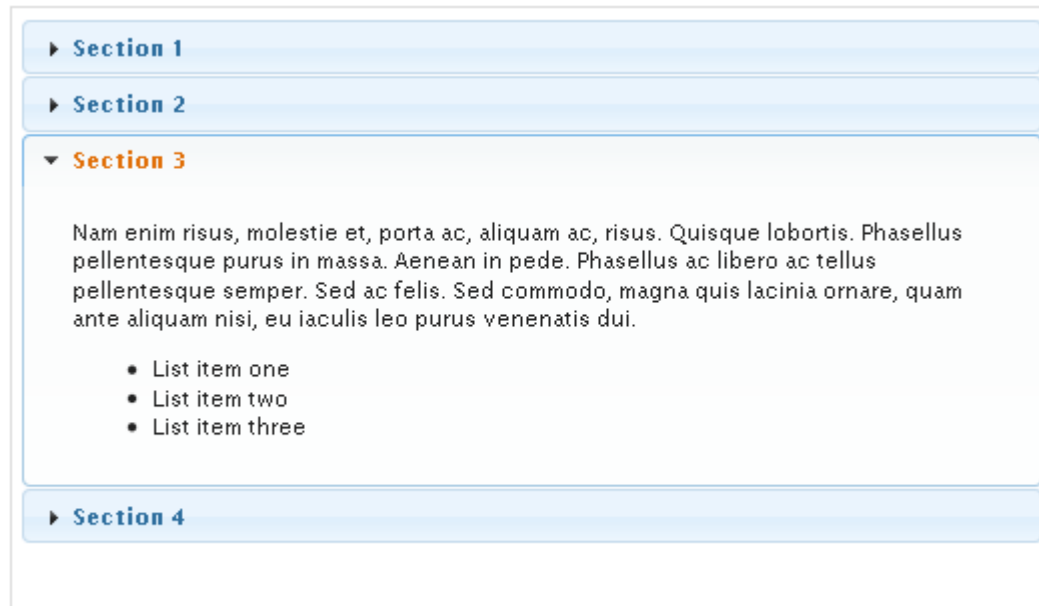 Section 1
Section 2
Section 3
Nam enim risus, molestie et, porta ac, aliquam ac, risus. Quisque lobortis. Phasellus
pellentesque purus in massa. Aenean in pede. Phasellus ac libero ac tellus
pellentesque semper. Sed ac felis. Sed commodo, magna quis lacinia ornare, quam
ante aliquam nisi, eu iaculis leo purus venenatis dui.
• List item one
• List item two
• List item three
Section 4